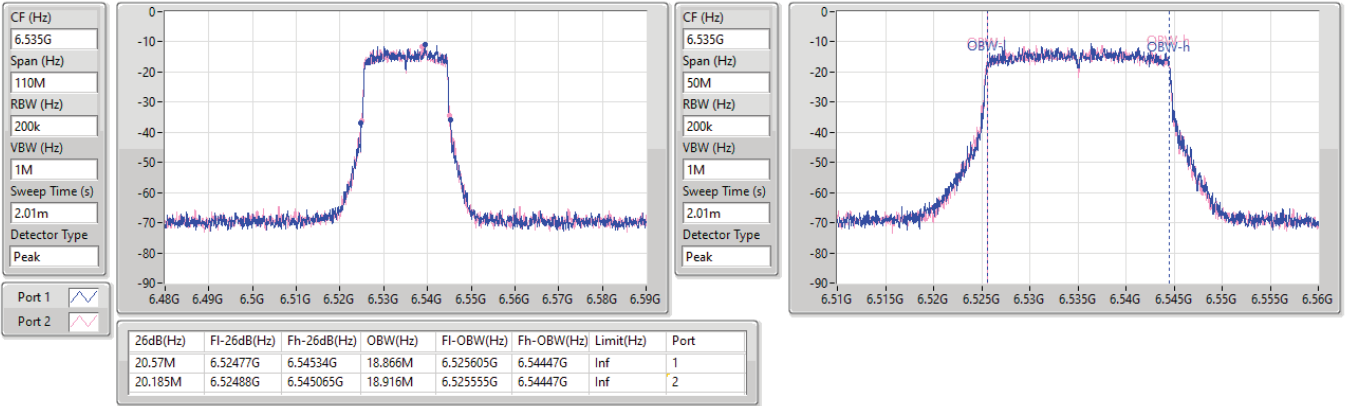 CF (Hz)
6.535G
Span (Hz)
110M
RBW (Hz)
200k
VBW (Hz)
1M
Sweep Time (s)
2.01m
Detector Type
Peak
Port 1
Port 2
0
-10
-20
-30
-40
-50
-60
-70
-80
-90
6.48G 6.49G 6.5G 6.51G 6.52G 6.53G 6.54G 6.55G 6.56G 6.57G 6.58G 6.59G
CF (Hz)
6.535G
Span (Hz)
50M
RBW (Hz)
200k
VBW (Hz)
1M
Sweep Time (s)
2.01m
Detector Type
Peak
0
-10
-20
-30
-40
-50
-60
-70
-80
-90
OBW-l OBW-h
OBW-l OBW-h
6.51G 6.515G 6.52G 6.525G 6.53G 6.535G 6.54G 6.545G 6.55G 6.555G 6.56G
26dB(Hz) Fl-26dB(Hz) Fh-26dB(Hz) OBW(Hz) Fl-OBW(Hz) Fh-OBW(Hz) Limit(Hz) Port
20.57M 6.52477G 6.54534G 18.866M 6.525605G 6.54447G Inf 1
20.185M 6.52488G 6.545065G 18.916M 6.525555G 6.54447G Inf 2